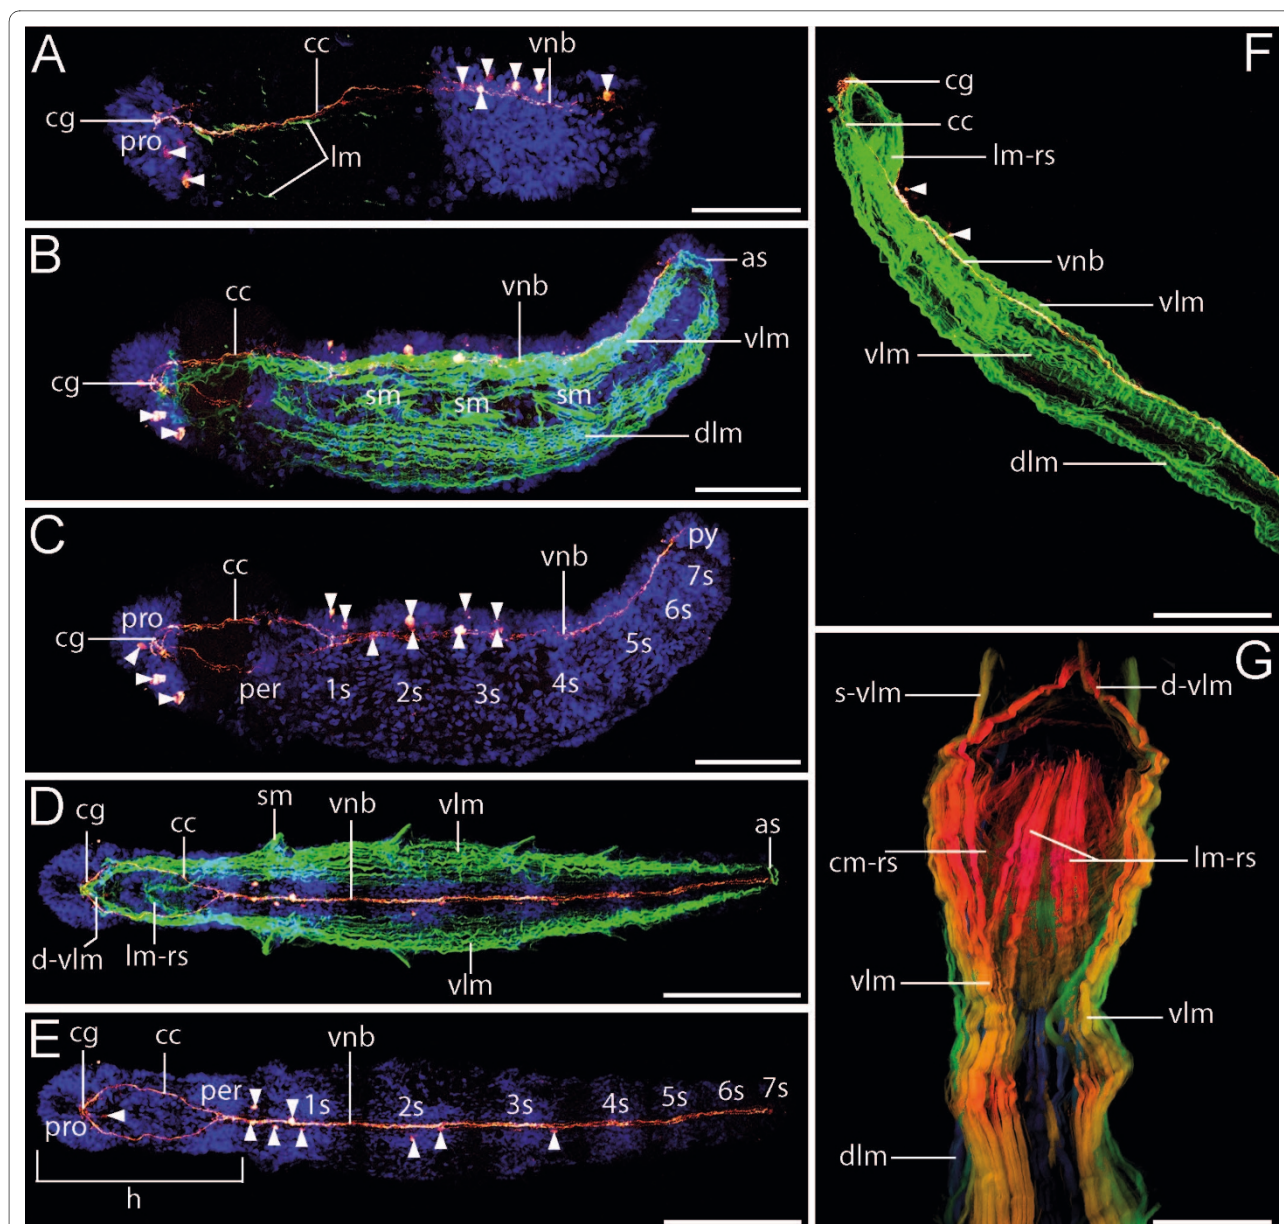 A
cc
vnb
cg
pro
lm
B
as
cc
vnb
vlm
cg
sm
sm
sm
dlm
C
py
cc
vnb
7s
pro
6s
cg
5s
per
1s
2s
3s
4s
D
cg
cc
sm
vnb
vlm
as
d-vlm
lm-rs
vlm
E
cg
cc
vnb
per
1s
2s
3s
4s
5s
6s
7s
pro
h
F
cg
cc
lm-rs
vnb
vlm
vlm
dlm
G
s-vlm
d-vlm
cm-rs
lm-rs
vlm
vlm
dlm